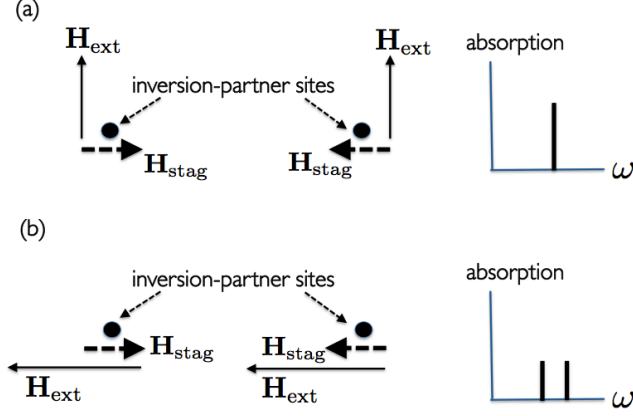 (a)
H_ext
H_ext
absorption
inversion-partner sites
H_stag
H_stag
ω
(b)
absorption
inversion-partner sites
H_stag
H_stag
H_ext
H_ext
ω